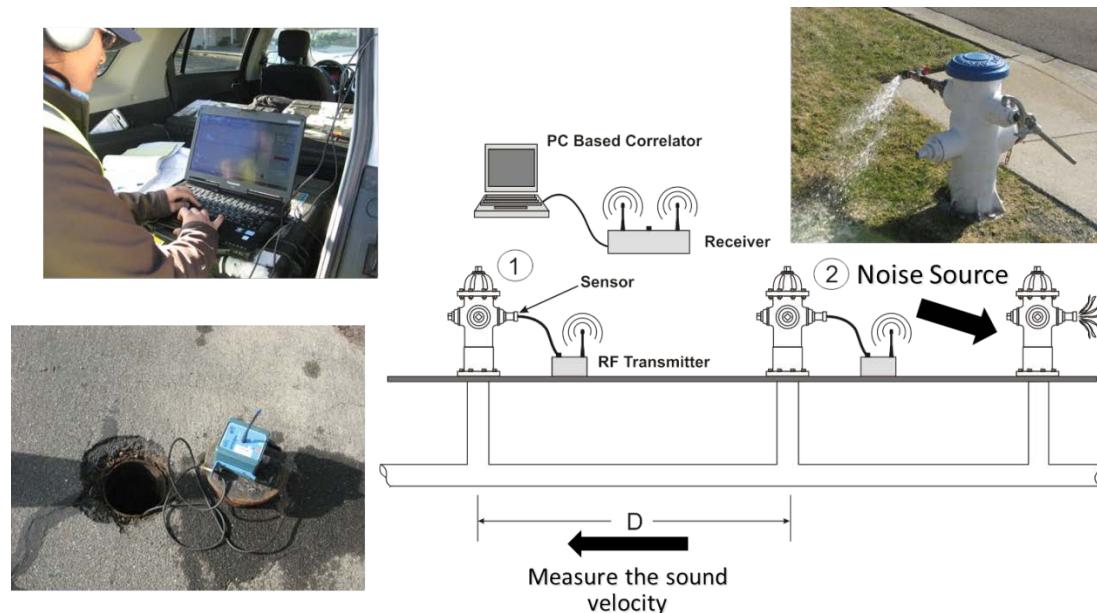 PC Based Correlator
Receiver
1
Sensor
RF Transmitter
2 Noise Source
D
Measure the sound
velocity